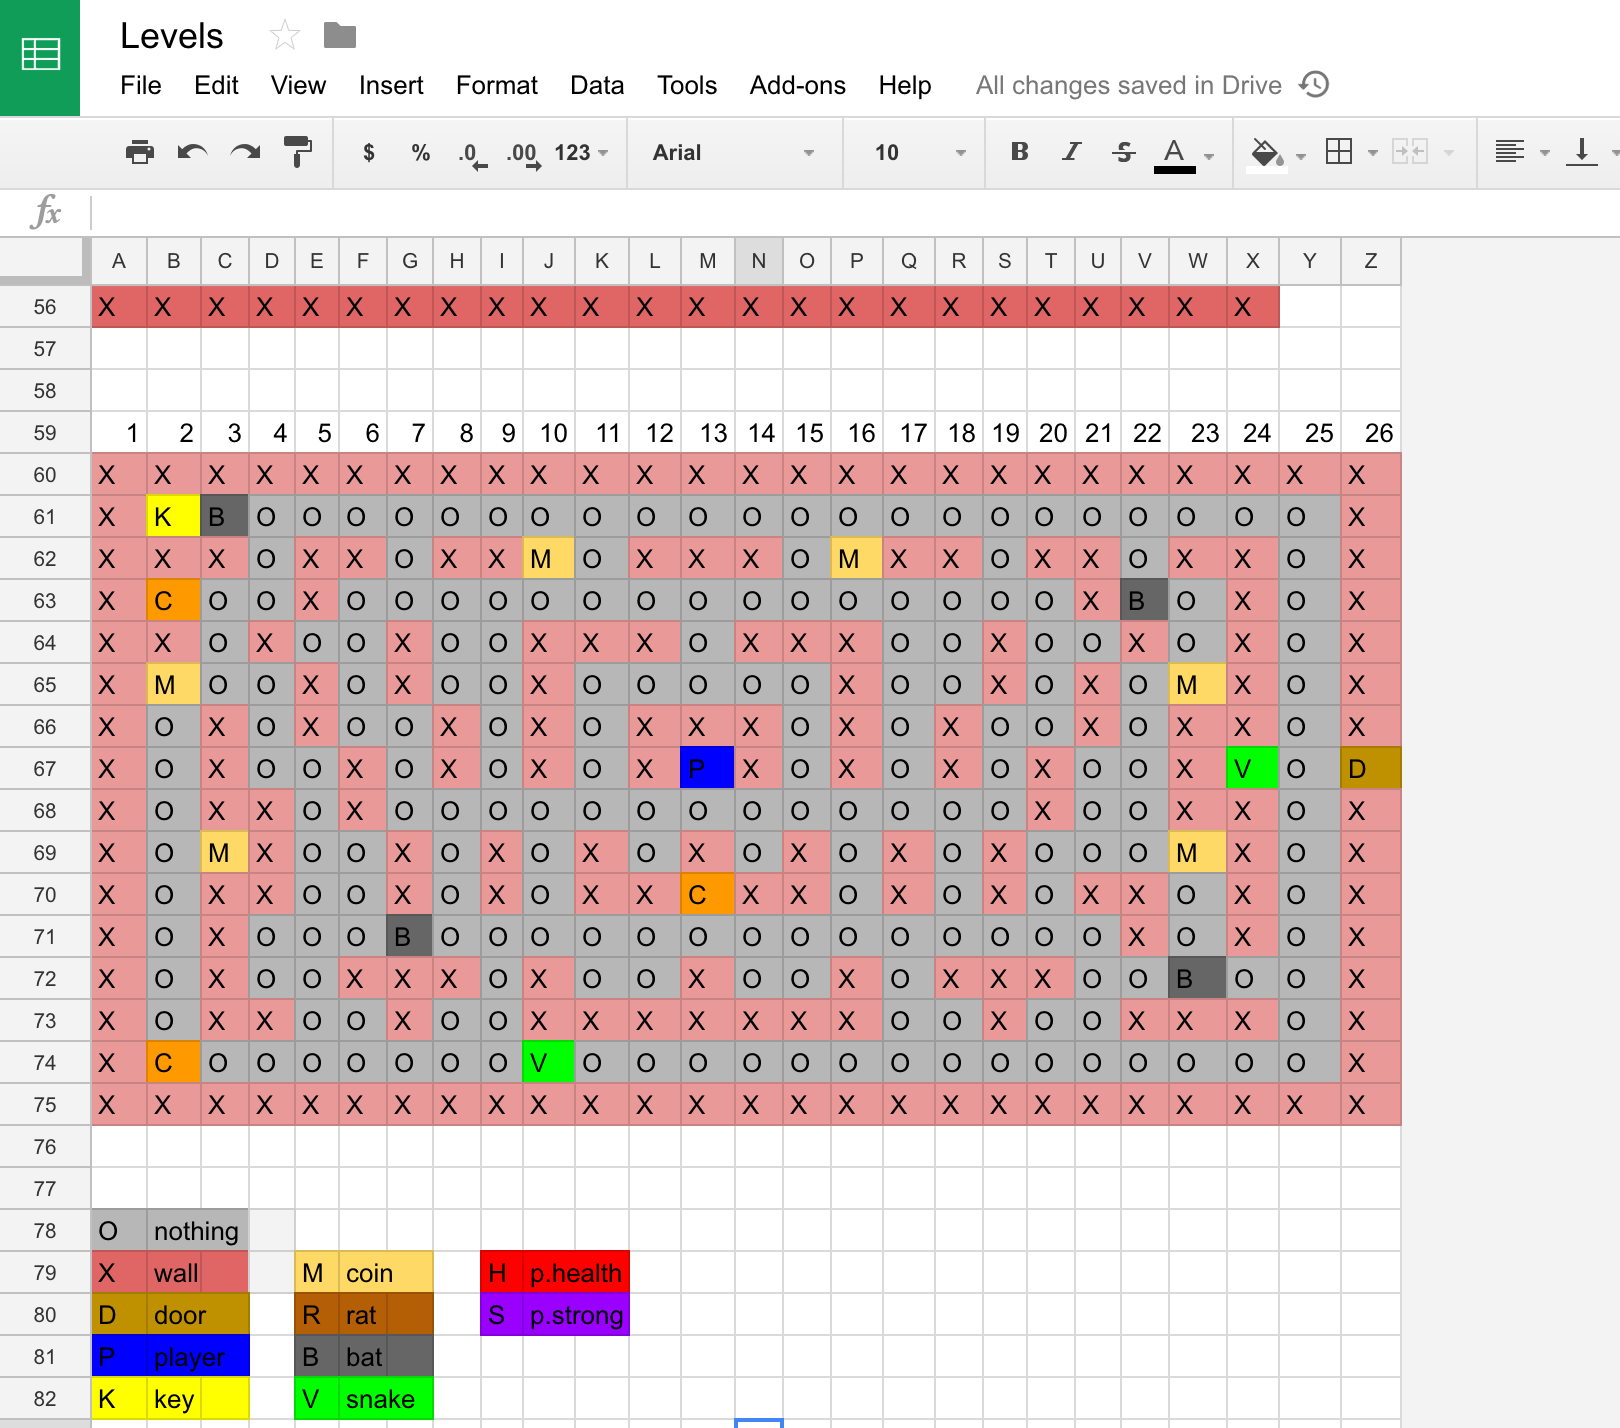 Levels
File Edit View Insert Format Data Tools Add-ons Help All changes saved in Drive
$ % .0 .00 123 Arial 10 B I S A
fx
A B C D E F G H I J K L M N O P Q R S T U V W X Y Z
56 X X X X X X X X X X X X X X X X X X X X X X X X
57
58
59 1 2 3 4 5 6 7 8 9 10 11 12 13 14 15 16 17 18 19 20 21 22 23 24 25 26
60 X X X X X X X X X X X X X X X X X X X X X X X X X X
61 X K B O O O O O O O O O O O O O O O O O O O O O O X
62 X X X O X X O X X M O X X X O M X X O X X O X X O X
63 X C O O X O O O O O O O O O O O O O O O X B O X O X
64 X X O X O O X O O X X X O X X X O O X O O X O X O X
65 X M O O X O X O O X O O O O O X O O X O X O M X O X
66 X O X O X O O X O X O X X X O X O X O O X O X X O X
67 X O X O O X O X O X O X P X O X O X O X O O X V O D
68 X O X X O X O O O O O O O O O O O O O X O O X X O X
69 X O M X O O X O X O X O X O X O X O X O O O M X O X
70 X O X X O O X O X O X X C X X O X O X O X X O X O X
71 X O X O O O B O O O O O O O O O O O O O O X O X O X
72 X O X O O X X X O X O O X O O X O X X X O O B O O X
73 X O X X O O X O O X X X X X X X O O X O O X X X O X
74 X C O O O O O O O V O O O O O O O O O O O O O O O X
75 X X X X X X X X X X X X X X X X X X X X X X X X X X
76
77
78 O nothing
79 X wall M coin H p.health
80 D door R rat S p.strong
81 P player B bat
82 K key V snake